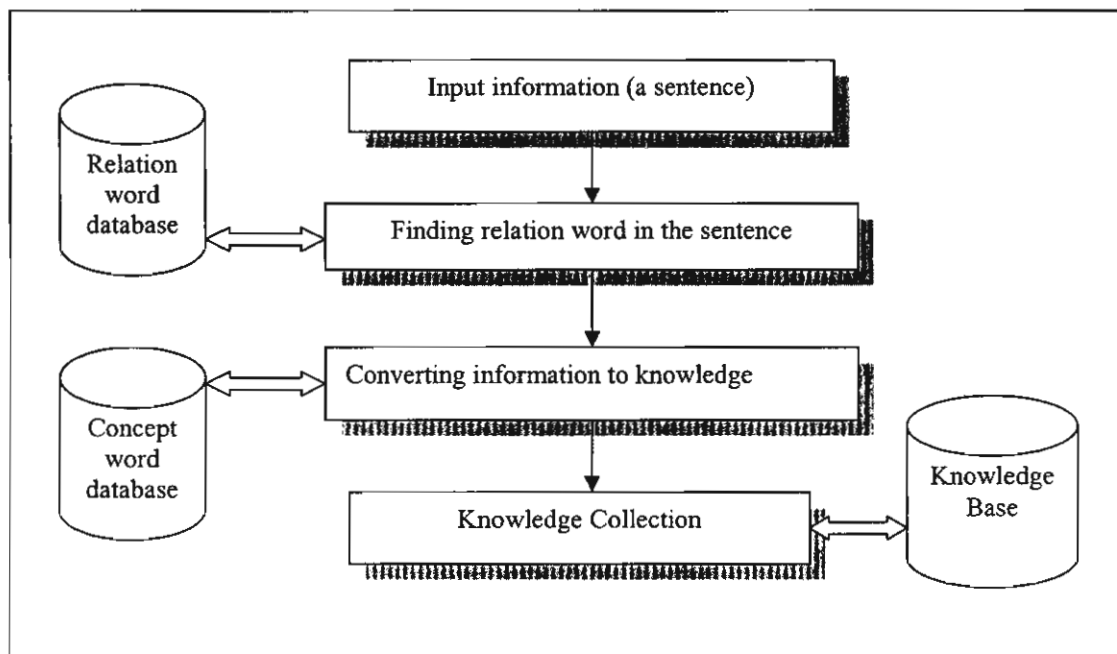 Input information (a sentence)
Relation
word
database
Finding relation word in the sentence
Converting information to knowledge
Concept
word
database
Knowledge
Base
Knowledge Collection